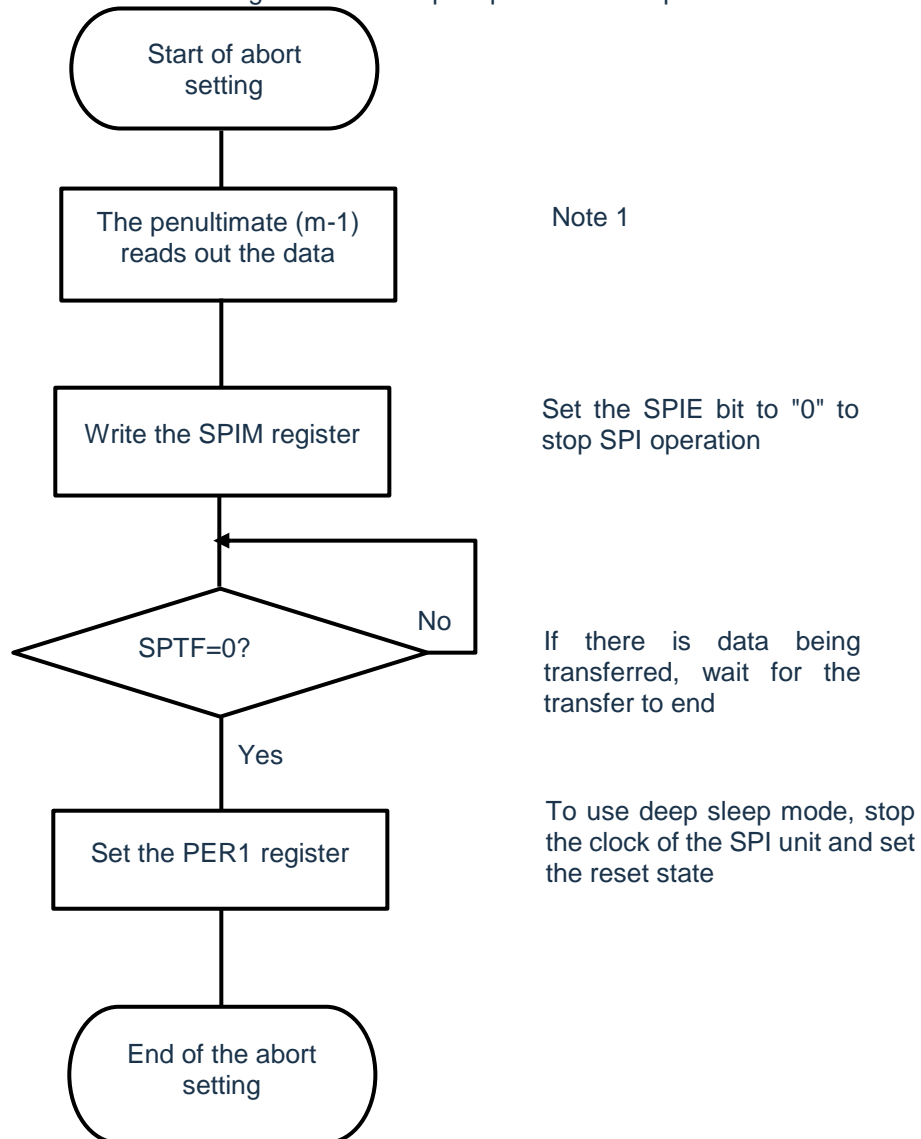 Start of abort
setting
The penultimate (m-1)
reads out the data
Note 1
Write the SPIM register
Set the SPIE bit to "0" to
stop SPI operation
No
SPTF=0?
If there is data being
transferred, wait for the
transfer to end
Yes
Set the PER1 register
To use deep sleep mode, stop
the clock of the SPI unit and set
the reset state
End of the abort
setting